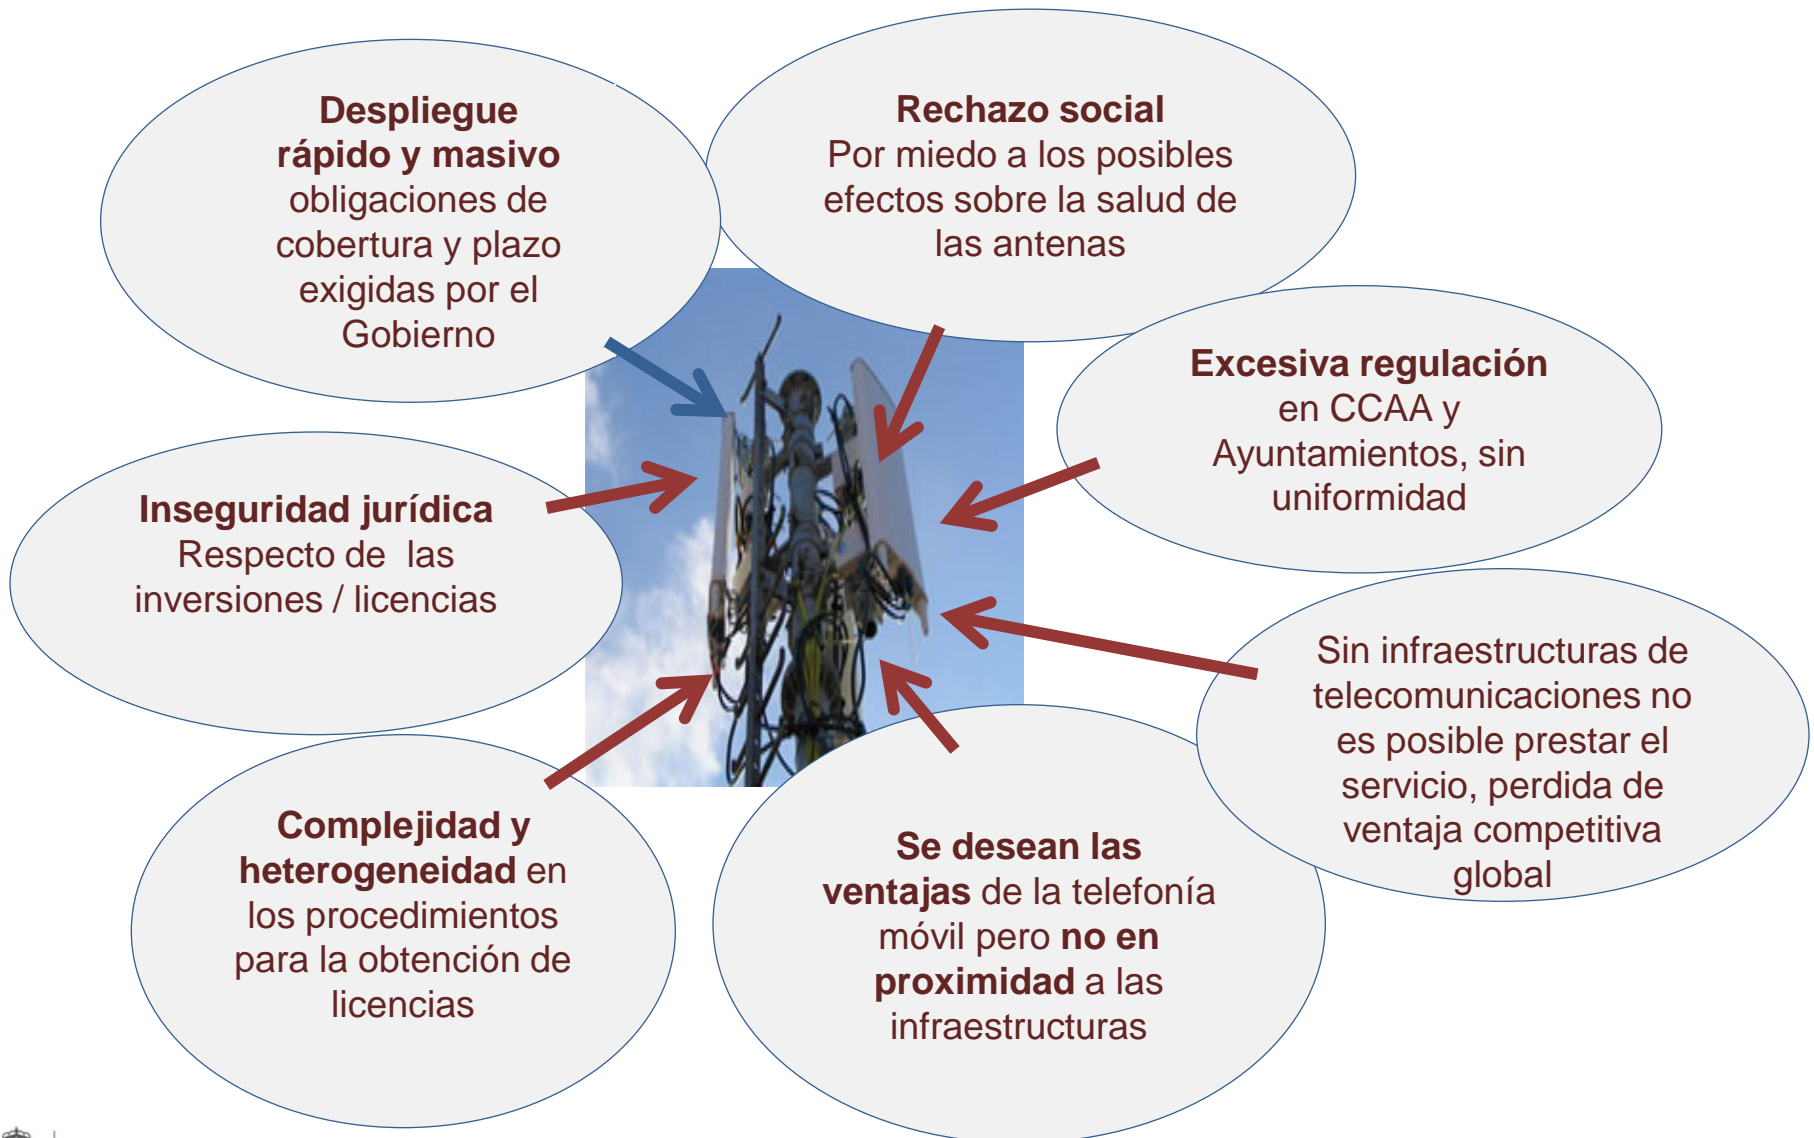 Despliegue
rápido y masivo
obligaciones de
cobertura y plazo
exigidas por el
Gobierno
Rechazo social
Por miedo a los posibles
efectos sobre la salud de
las antenas
Excesiva regulación
en CCAA y
Ayuntamientos, sin
uniformidad
Inseguridad jurídica
Respecto de las
inversiones / licencias
Sin infraestructuras de
telecomunicaciones no
es posible prestar el
servicio, perdida de
ventaja competitiva
global
Complejidad y
heterogeneidad en
los procedimientos
para la obtención de
licencias
Se desean las
ventajas de la telefonía
móvil pero no en
proximidad a las
infraestructuras